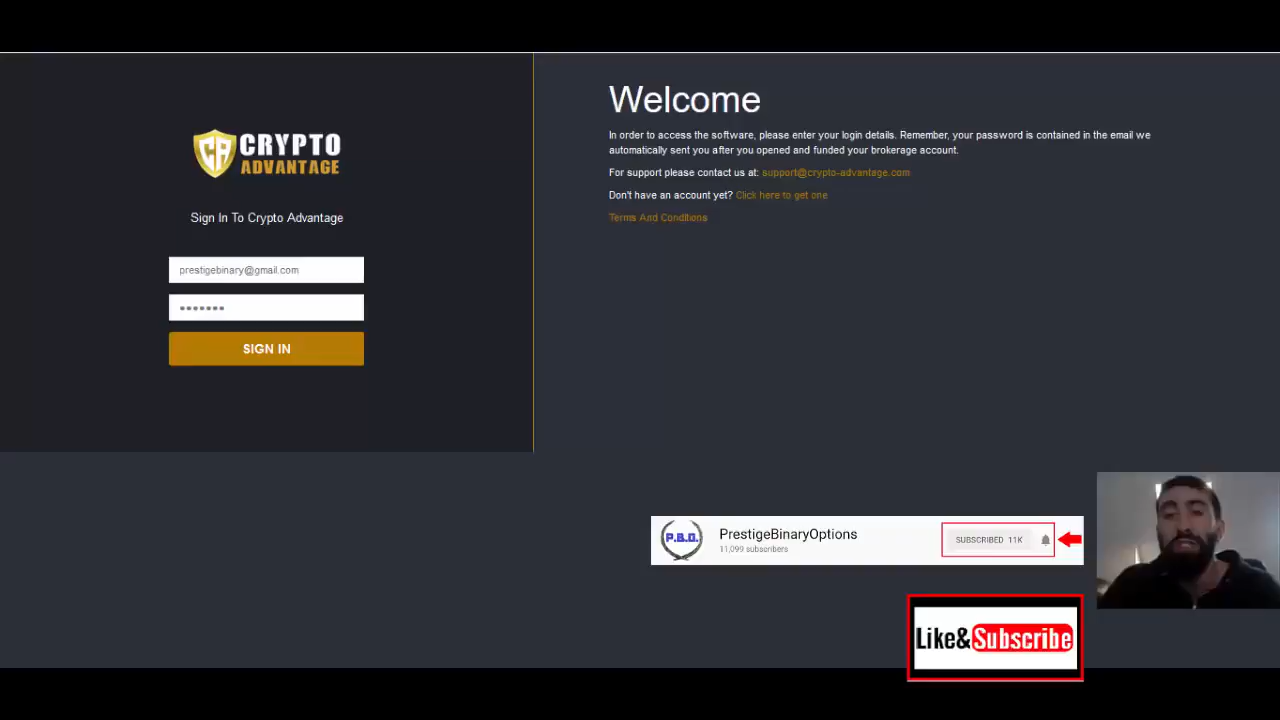 CRYPTO
ADVANTAGE
Sign In To Crypto Advantage
prestigebinary@gmail.com
SIGN IN
Welcome
In order to access the software, please enter your login details. Remember, your password is contained in the email we
automatically sent you after you opened and funded your brokerage account.
For support please contact us at: support@crypto-advantage.com
Don't have an account yet? Click here to get one
Terms And Conditions
P.B.O.
PrestigeBinaryOptions
11,099 subscribers
SUBSCRIBED 11K
Like&Subscribe